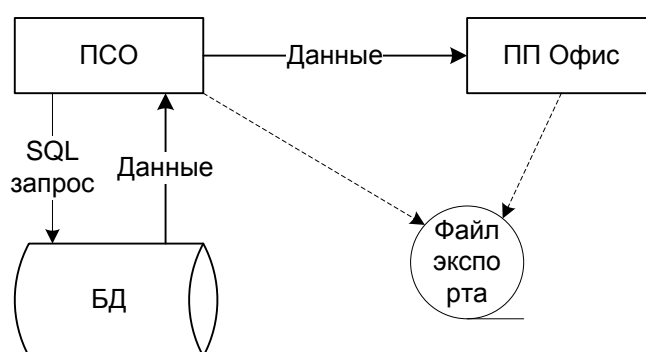 ПСО
Данные
ПП Офис
SQL
запрос
Данные
Файл
экспо
рта
БД